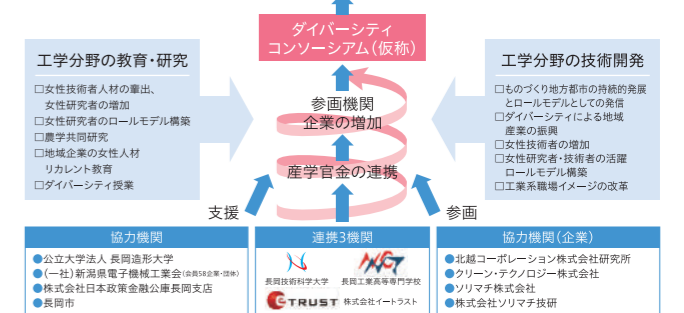 ダイバーシティ
コンソーシアム（仮称）
工学分野の教育・研究
□女性技術者人材の輩出、
女性研究者の増加
□女性研究者のロールモデル構築
□農学共同研究
□地域企業の女性人材
リカレント教育
□ダイバーシティ授業
参画機関
企業の増加
産学官金の連携
工学分野の技術開発
□ものづくり地方都市の持続的発展
とロールモデルとしての発信
□ダイバーシティによる地域
産業の振興
□女性技術者の増加
□女性研究者・技術者の活躍
ロールモデル構築
□工業系職場イメージの改革
支援
参画
協力機関
●公立大学法人 長岡造形大学
●（一社）新潟県電子機械工業会（会員58企業・団体）
●株式会社日本政策金融公庫長岡支店
●長岡市
連携3機関
長岡技術科学大学
長岡工業高等専門学校
e-TRUST 株式会社イートラスト
協力機関（企業）
●北越コーポレーション株式会社研究所
●クリーン・テクノロジー株式会社
●ソリマチ株式会社
●株式会社ソリマチ技研